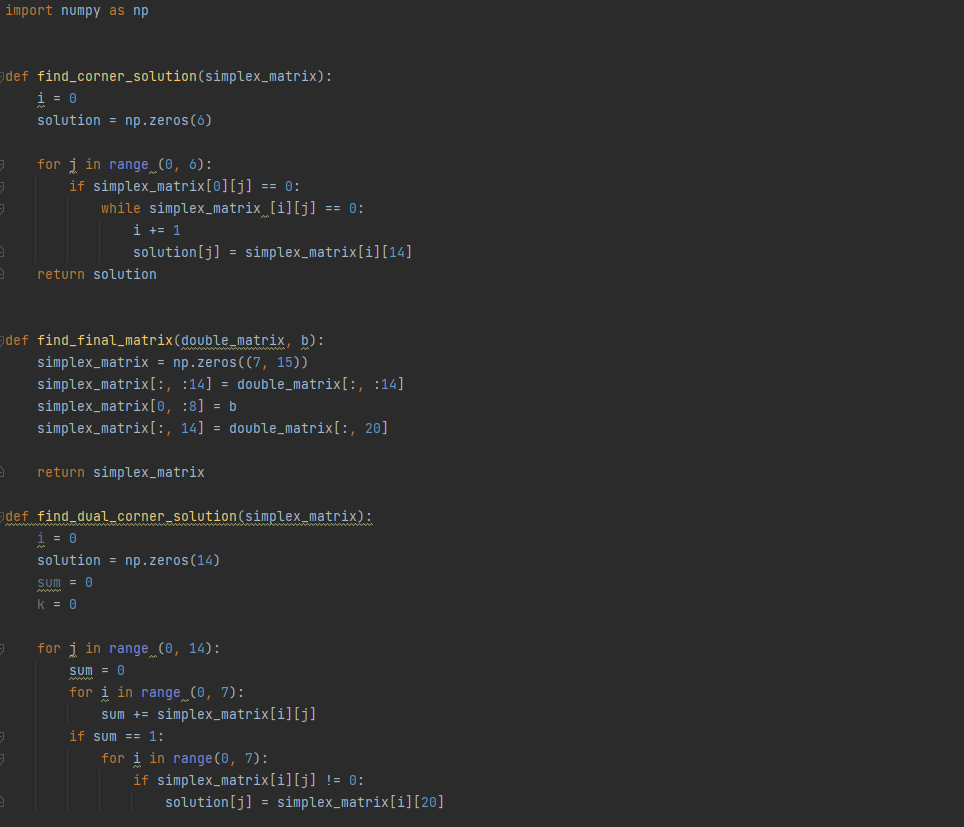 import numpy as np
def find_corner_solution(simplex_matrix):
    i = 0
    solution = np.zeros(6)
    for j in range (0, 6):
        if simplex_matrix[0][j] == 0:
            while simplex_matrix [i][j] == 0:
                i += 1
                solution[j] = simplex_matrix[i][14]
    return solution
def find_final_matrix(double_matrix, b):
    simplex_matrix = np.zeros((7, 15))
    simplex_matrix[:, :14] = double_matrix[:, :14]
    simplex_matrix[0, :8] = b
    simplex_matrix[:, 14] = double_matrix[:, 20]
    return simplex_matrix
def find_dual_corner_solution(simplex_matrix):
    i = 0
    solution = np.zeros(14)
    sum = 0
    k = 0
    for j in range (0, 14):
        sum = 0
        for i in range (0, 7):
            sum += simplex_matrix[i][j]
        if sum == 1:
            for i in range(0, 7):
                if simplex_matrix[i][j] != 0:
                    solution[j] = simplex_matrix[i][20]